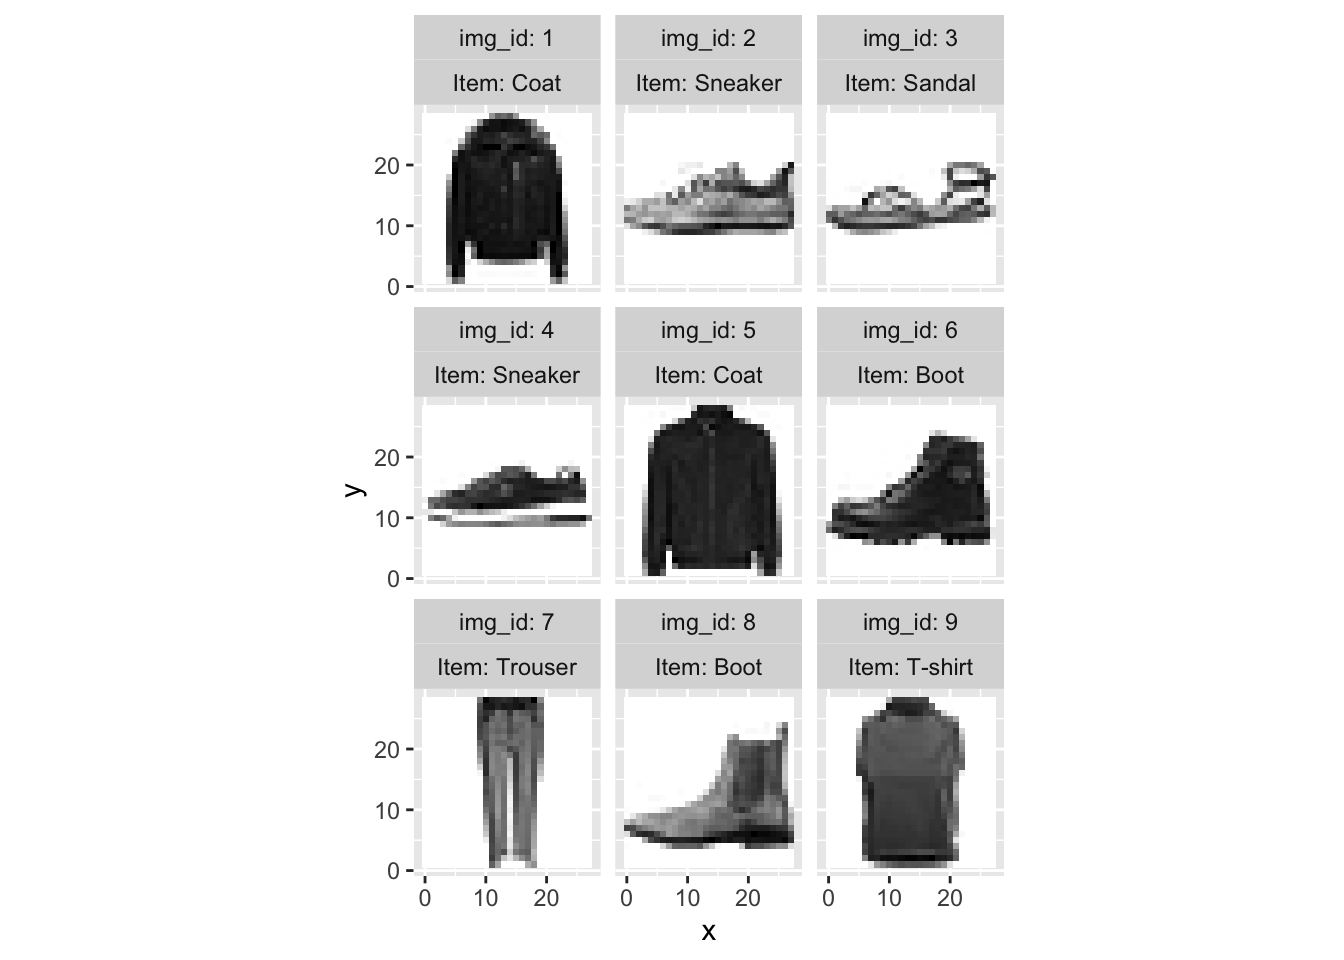 img_id: 1
img_id: 2
img_id: 3
Item: Coat
Item: Sneaker
Item: Sandal
20
10
0
img_id: 4
img_id: 5
img_id: 6
Item: Sneaker
Item: Coat
Item: Boot
20
10
0
y
img_id: 7
img_id: 8
img_id: 9
Item: Trouser
Item: Boot
Item: T-shirt
20
10
0
0 10 20
0 10 20
0 10 20
x